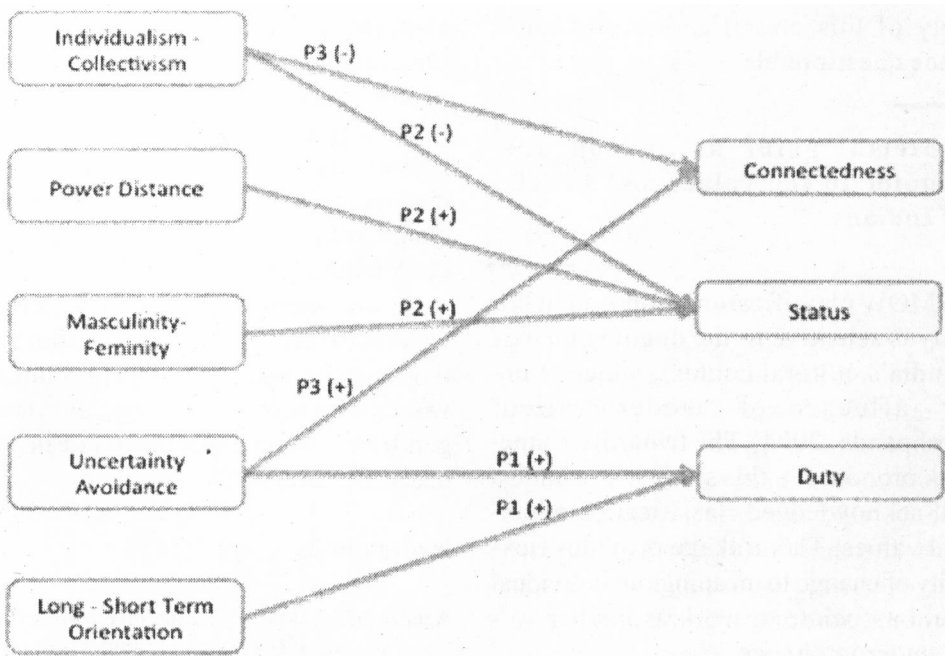 Individualism -
Collectivism
P3 (-)
P2 (-)
Connectedness
Power Distance
P2 (+)
Masculinity-
Feminity
P2 (+)
Status
P3 (+)
Uncertainty
Avoidance
P1 (+)
Duty
P1 (+)
Long - Short Term
Orientation